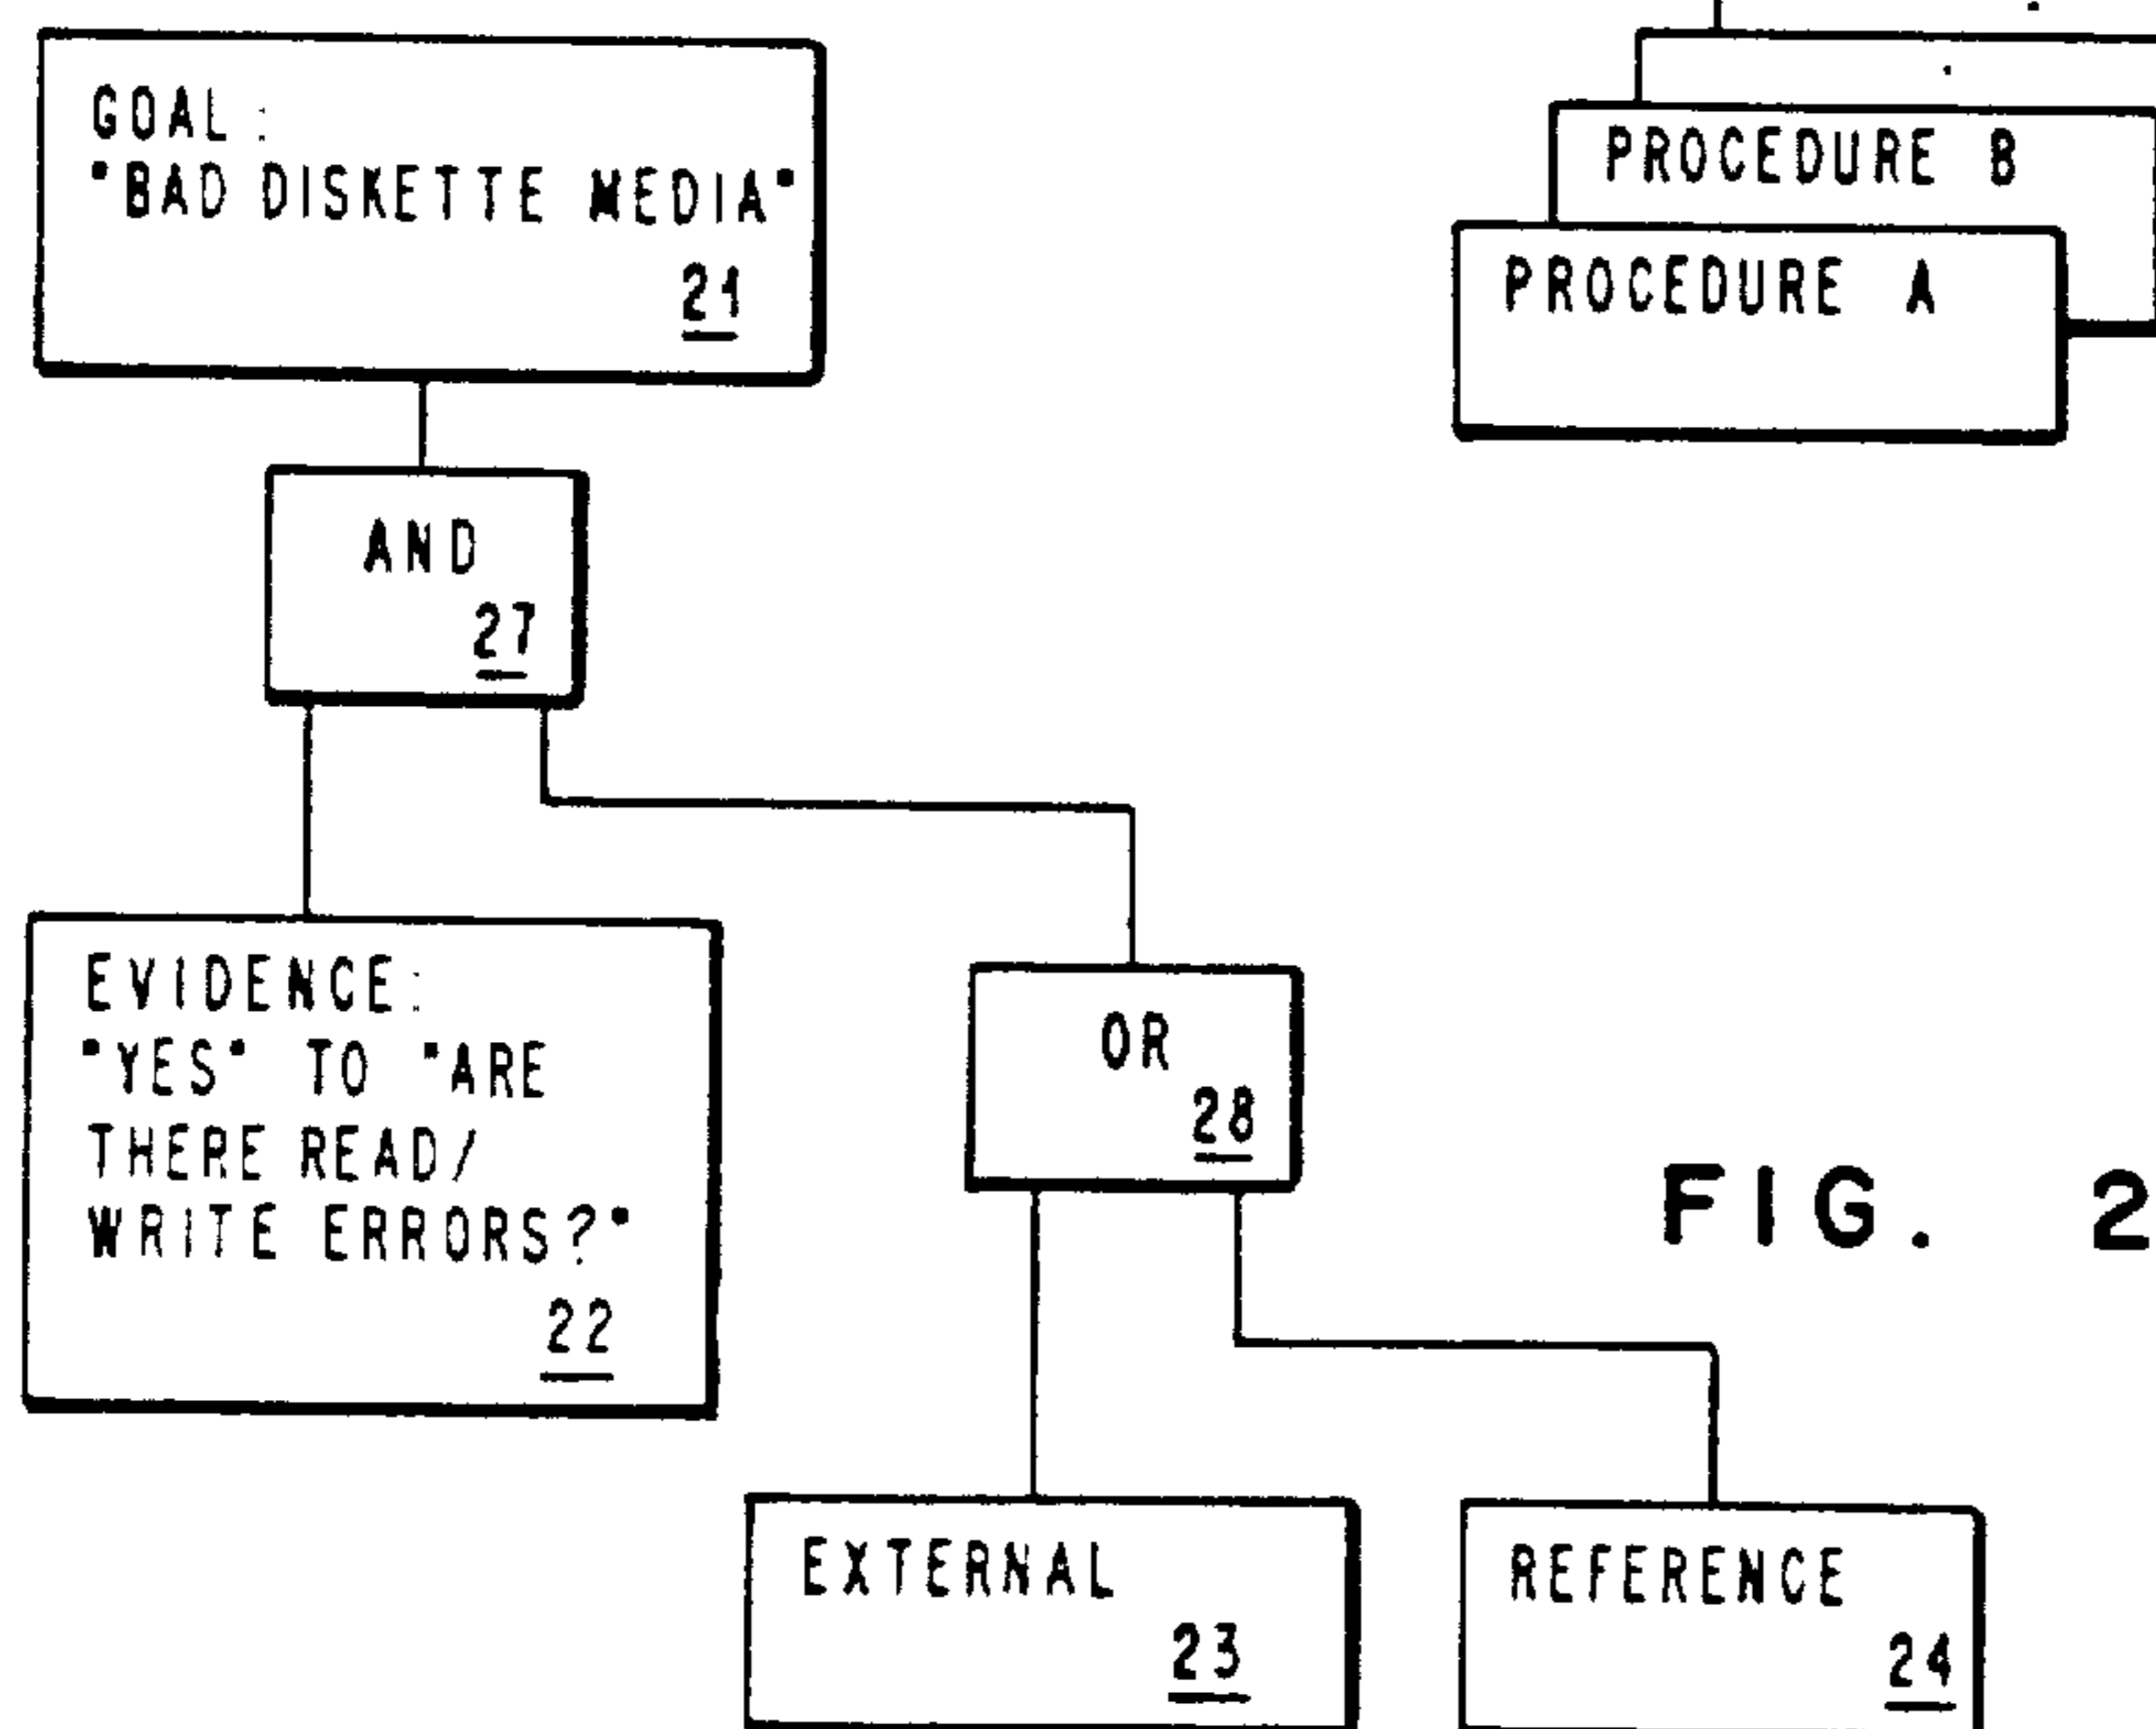 GOAL:
"BAD DISKETTE MEDIA"
21
PROCEDURE B
PROCEDURE A
AND
27
EVIDENCE:
"YES" TO "ARE
THERE READ/
WRITE ERRORS?"
22
OR
28
FIG. 2
EXTERNAL
23
REFERENCE
24